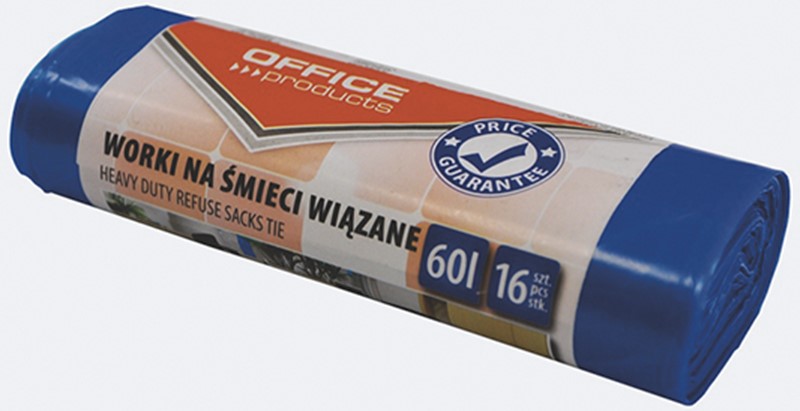 OFFICE
products
PRICE
GUARANTEE
WORKI NA ŚMIECI WIĄZANE
HEAVY DUTY REFUSE SACKS TIE
60l
16
szt.
pcs
stk.